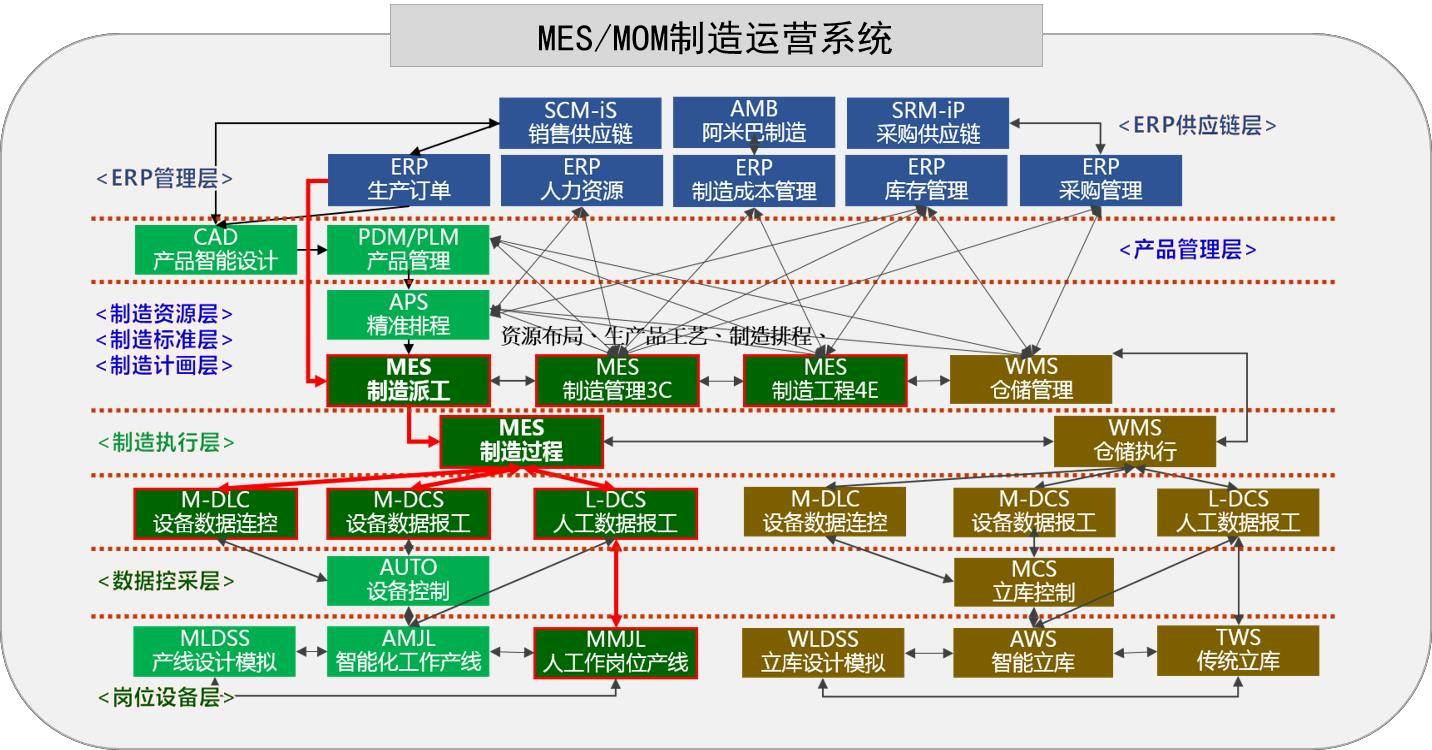 MES/MOM制造运营系统
SCM-iS
销售供应链
AMB
阿米巴制造
SRM-iP
采购供应链
<ERP供应链层>
<ERP管理层>
ERP
生产订单
ERP
人力资源
ERP
制造成本管理
ERP
库存管理
ERP
采购管理
CAD
产品智能设计
PDM/PLM
产品管理
<产品管理层>
<制造资源层>
<制造标准层>
<制造计画层>
APS
精准排程
资源布局、生产品工艺、制造排程、
MES
制造派工
MES
制造管理3C
MES
制造工程4E
WMS
仓储管理
<制造执行层>
MES
制造过程
WMS
仓储执行
M-DLC
设备数据连控
M-DCS
设备数据报工
L-DCS
人工数据报工
M-DLC
设备数据连控
M-DCS
设备数据报工
L-DCS
人工数据报工
<数据控采层>
AUTO
设备控制
MCS
立库控制
MLDSS
产线设计模拟
AMJL
智能化工作产线
MMJL
人工作岗位产线
WLDSS
立库设计模拟
AWS
智能立库
TWS
传统立库
<岗位设备层>